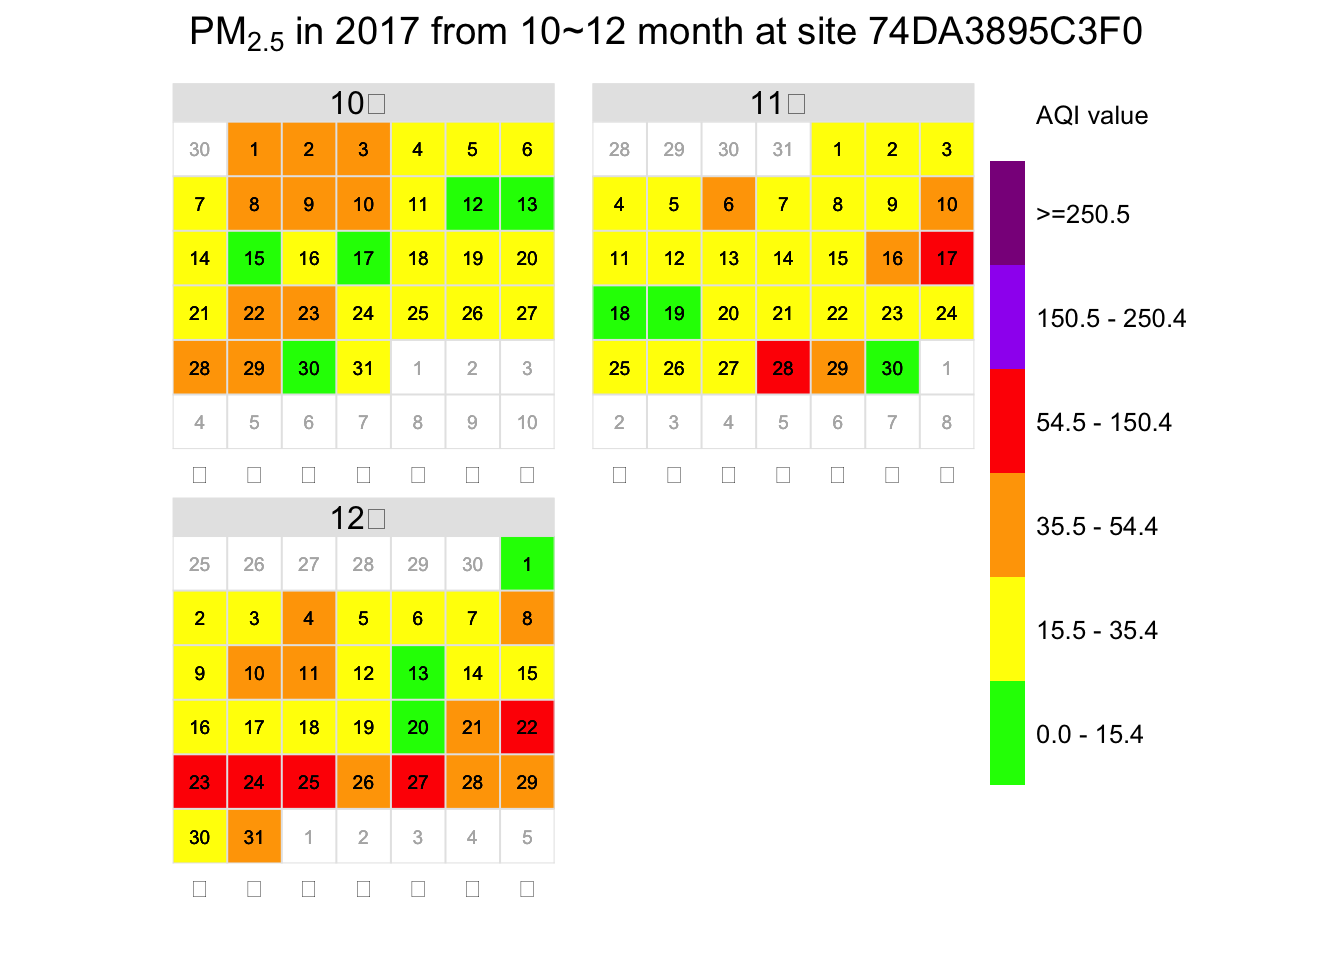 PM2.5 in 2017 from 10~12 month at site 74DA3895C3F0
10□
30 1 2 3 4 5 6
7 8 9 10 11 12 13
14 15 16 17 18 19 20
21 22 23 24 25 26 27
28 29 30 31 1 2 3
4 5 6 7 8 9 10
□ □ □ □ □ □ □
11□
28 29 30 31 1 2 3
4 5 6 7 8 9 10
11 12 13 14 15 16 17
18 19 20 21 22 23 24
25 26 27 28 29 30 1
2 3 4 5 6 7 8
□ □ □ □ □ □ □
12□
25 26 27 28 29 30 1
2 3 4 5 6 7 8
9 10 11 12 13 14 15
16 17 18 19 20 21 22
23 24 25 26 27 28 29
30 31 1 2 3 4 5
□ □ □ □ □ □ □
AQI value
>=250.5
150.5 - 250.4
54.5 - 150.4
35.5 - 54.4
15.5 - 35.4
0.0 - 15.4